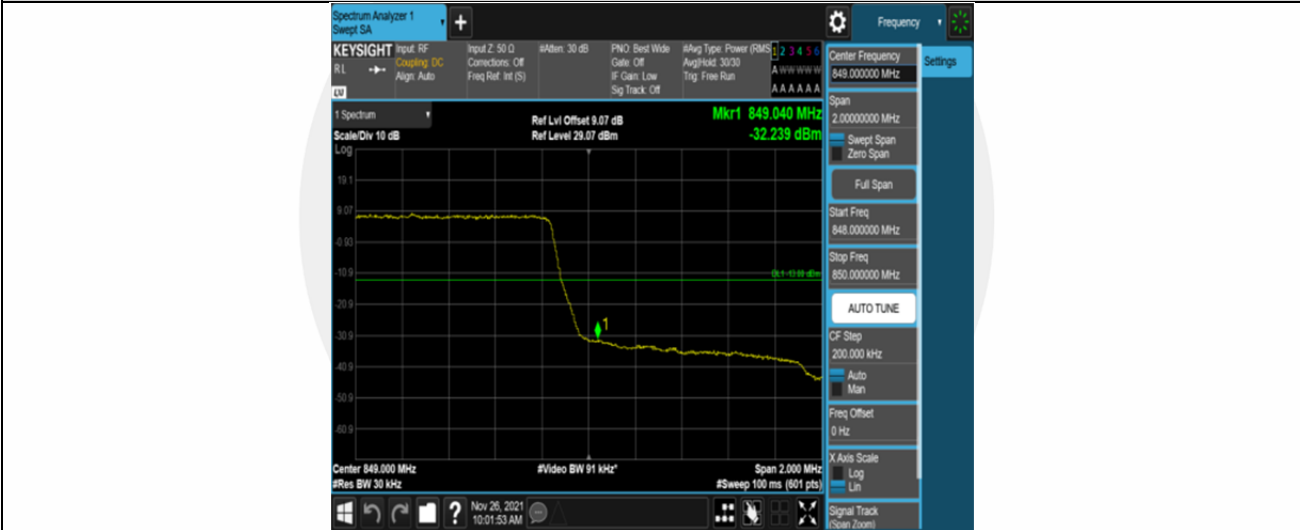 Spectrum Analyzer 1
Swept SA
+
Frequency
KEYSIGHT
RL
Input: RF
Coupling: DC
Align: Auto
Input Z: 50 Ω
Corrections: Off
Freq Ref: Int (S)
#Atten: 30 dB
PNO: Best Wide
Gate: Off
IF Gain: Low
Sig Track: Off
#Avg Type: Power (RMS
Avg|Hold: 30/30
Trig: Free Run
1 2 3 4 5 6
A W W W W W
A A A A A A
Center Frequency
849.000000 MHz
Settings
1 Spectrum
Scale/Div 10 dB
Ref Lvl Offset 9.07 dB
Ref Level 29.07 dBm
Mkr1 849.040 MHz
-32.239 dBm
Span
2.00000000 MHz
Swept Span
Zero Span
Full Span
Start Freq
848.000000 MHz
Stop Freq
850.000000 MHz
AUTO TUNE
CF Step
200.000 kHz
Auto
Man
Freq Offset
0 Hz
X Axis Scale
Log
Lin
Signal Track
(Span Zoom)
Log
19.1
9.07
-0.93
-10.9
-20.9
-30.9
-40.9
-50.9
-60.9
DL1 -13.00 dBm
1
Center 849.000 MHz
#Res BW 30 kHz
#Video BW 91 kHz*
Span 2.000 MHz
#Sweep 100 ms (601 pts)
?
Nov 26, 2021
10:01:53 AM